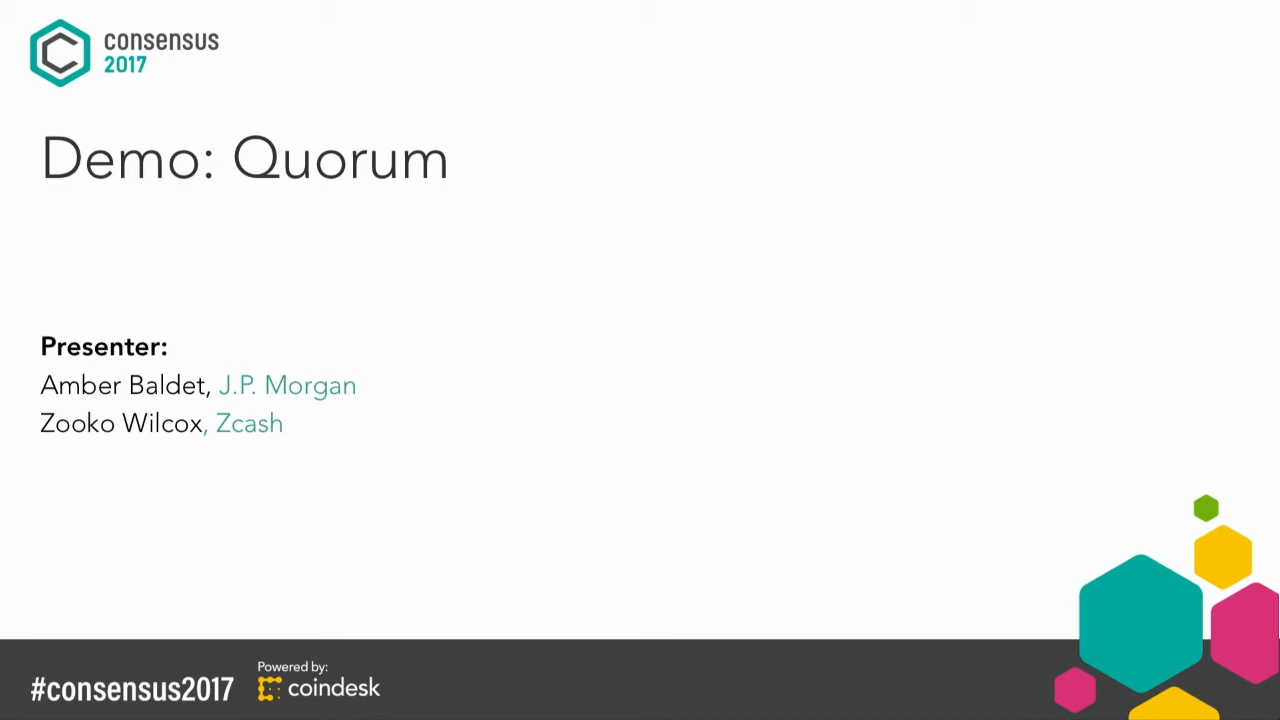 consensus
2017
Demo: Quorum
Presenter:
Amber Baldet, J.P. Morgan
Zooko Wilcox, Zcash
#consensus2017
Powered by:
coindesk